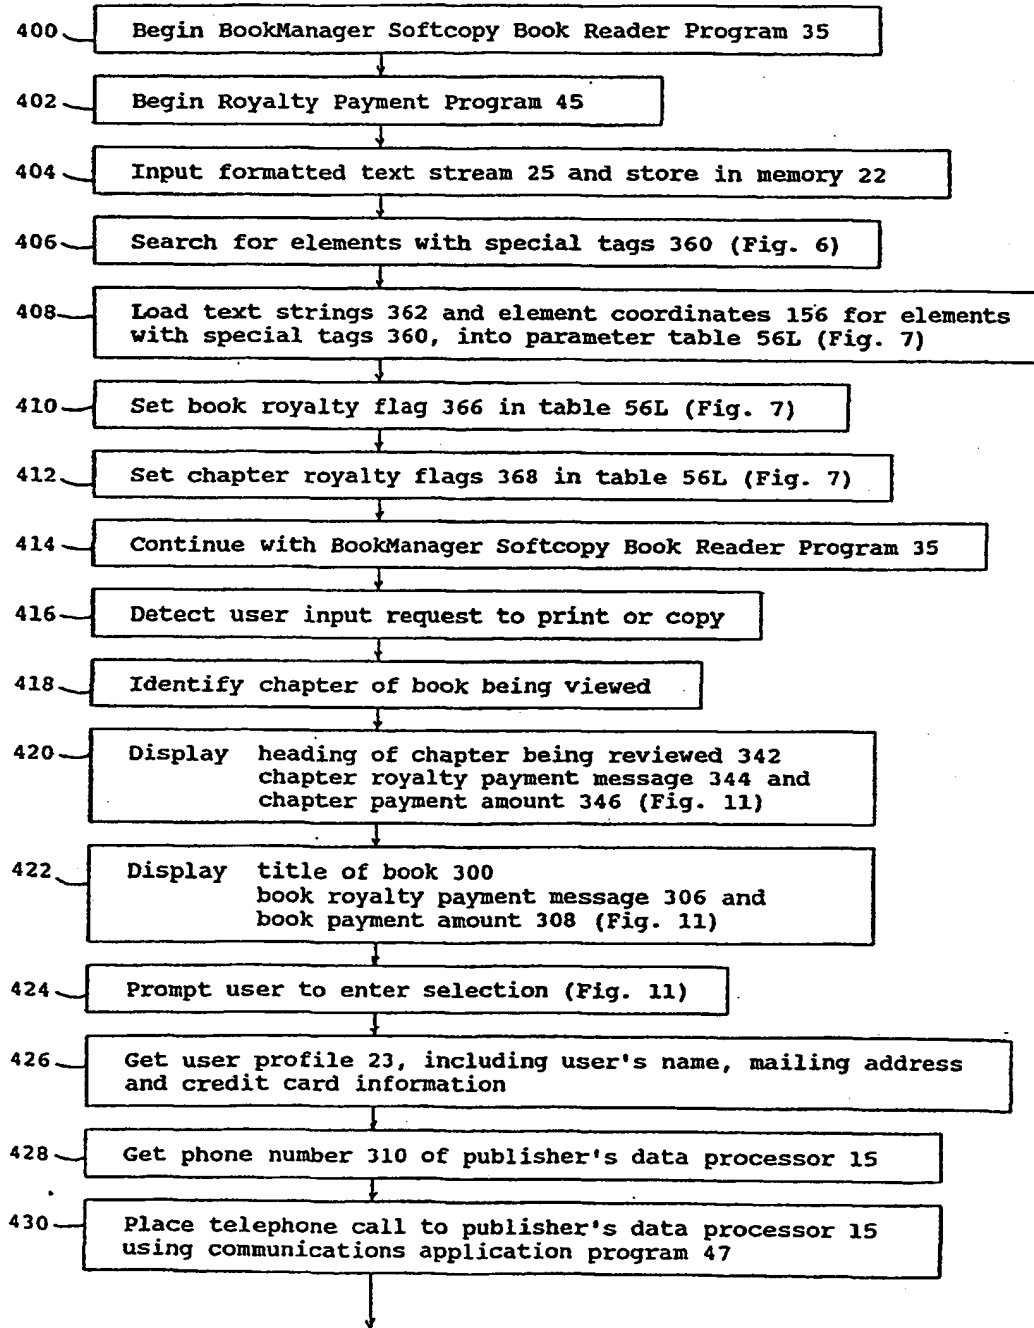 400 Begin BookManager Softcopy Book Reader Program 35
402 Begin Royalty Payment Program 45
404 Input formatted text stream 25 and store in memory 22
406 Search for elements with special tags 360 (Fig. 6)
408 Load text strings 362 and element coordinates 156 for elements
with special tags 360, into parameter table 56L (Fig. 7)
410 Set book royalty flag 366 in table 56L (Fig. 7)
412 Set chapter royalty flags 368 in table 56L (Fig. 7)
414 Continue with BookManager Softcopy Book Reader Program 35
416 Detect user input request to print or copy
418 Identify chapter of book being viewed
420 Display heading of chapter being reviewed 342
chapter royalty payment message 344 and
chapter payment amount 346 (Fig. 11)
422 Display title of book 300
book royalty payment message 306 and
book payment amount 308 (Fig. 11)
424 Prompt user to enter selection (Fig. 11)
426 Get user profile 23, including user's name, mailing address
and credit card information
428 Get phone number 310 of publisher's data processor 15
430 Place telephone call to publisher's data processor 15
using communications application program 47